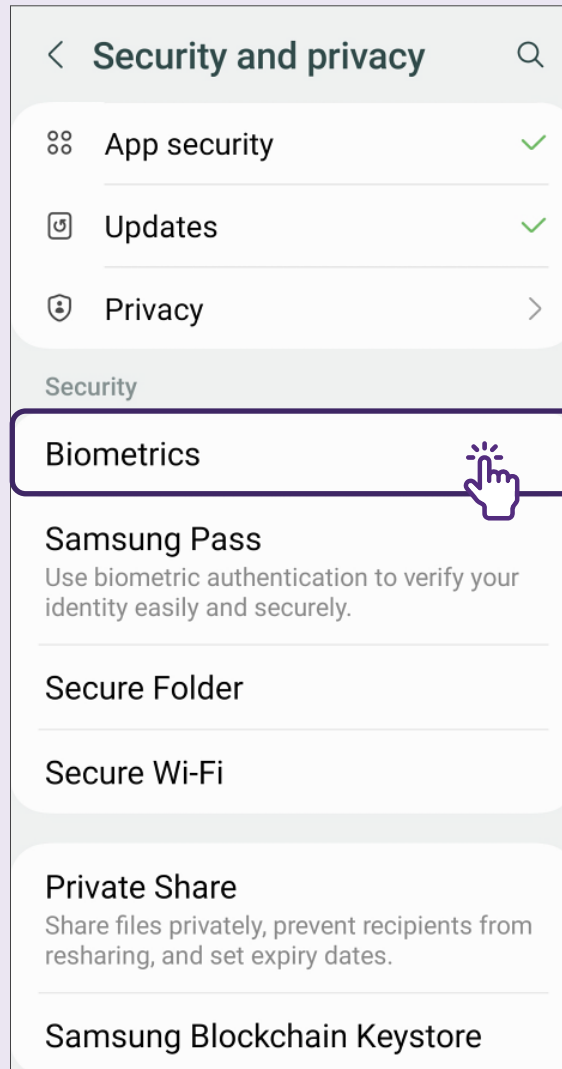 Security and privacy
App security
Updates
Privacy
Security
Biometrics
Samsung Pass
Use biometric authentication to verify your
identity easily and securely.
Secure Folder
Secure Wi-Fi
Private Share
Share files privately, prevent recipients from
resharing, and set expiry dates.
Samsung Blockchain Keystore